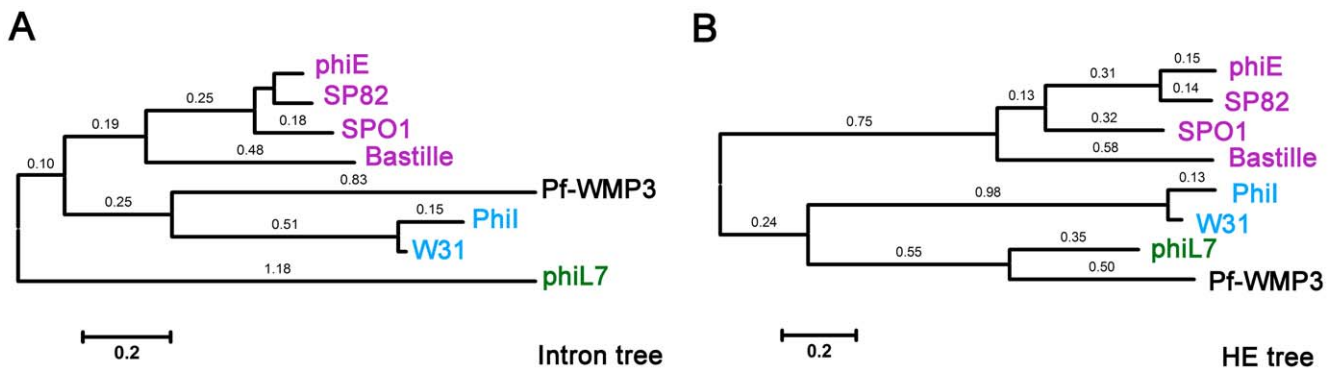 A
phiE
0.25
SP82
0.19
0.18
SPO1
0.48
Bastille
0.10
0.83
Pf-WMP3
0.25
0.15
PhiI
0.51
W31
1.18
phiL7
0.2
Intron tree
B
0.15
phiE
0.31
0.14
SP82
0.13
0.32
SPO1
0.75
0.58
Bastille
0.13
PhiI
0.98
W31
0.24
0.35
phiL7
0.55
0.50
Pf-WMP3
0.2
HE tree